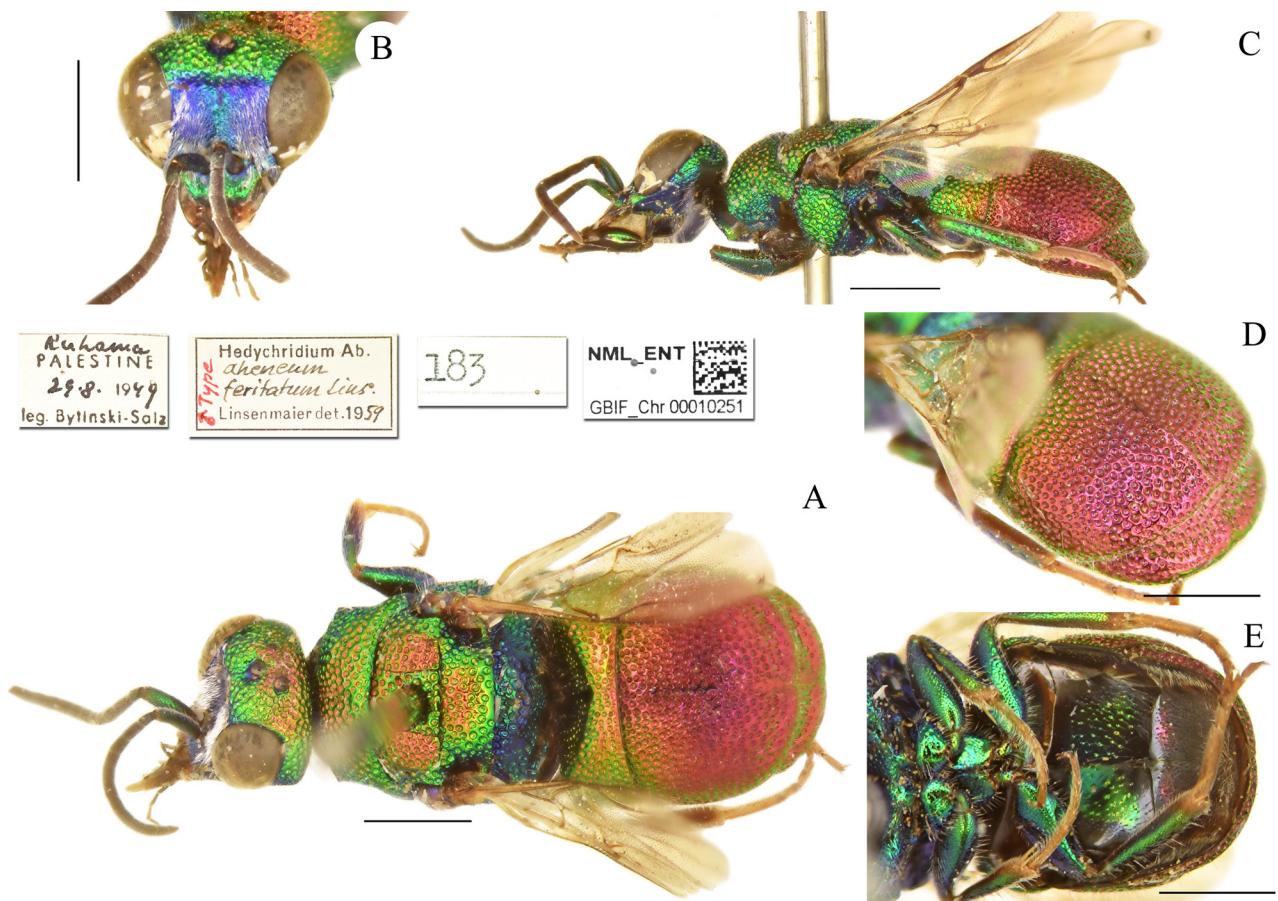 B
C
Ruhama
PALESTINE
29.8. 1949
leg. Bytinski-Salz
♂ Type
Hedychridium Ab.
aheneum
feritatum Lins.
Linsenmaier det. 1959
183
NML_ENT
GBIF_Chr 00010251
D
A
E